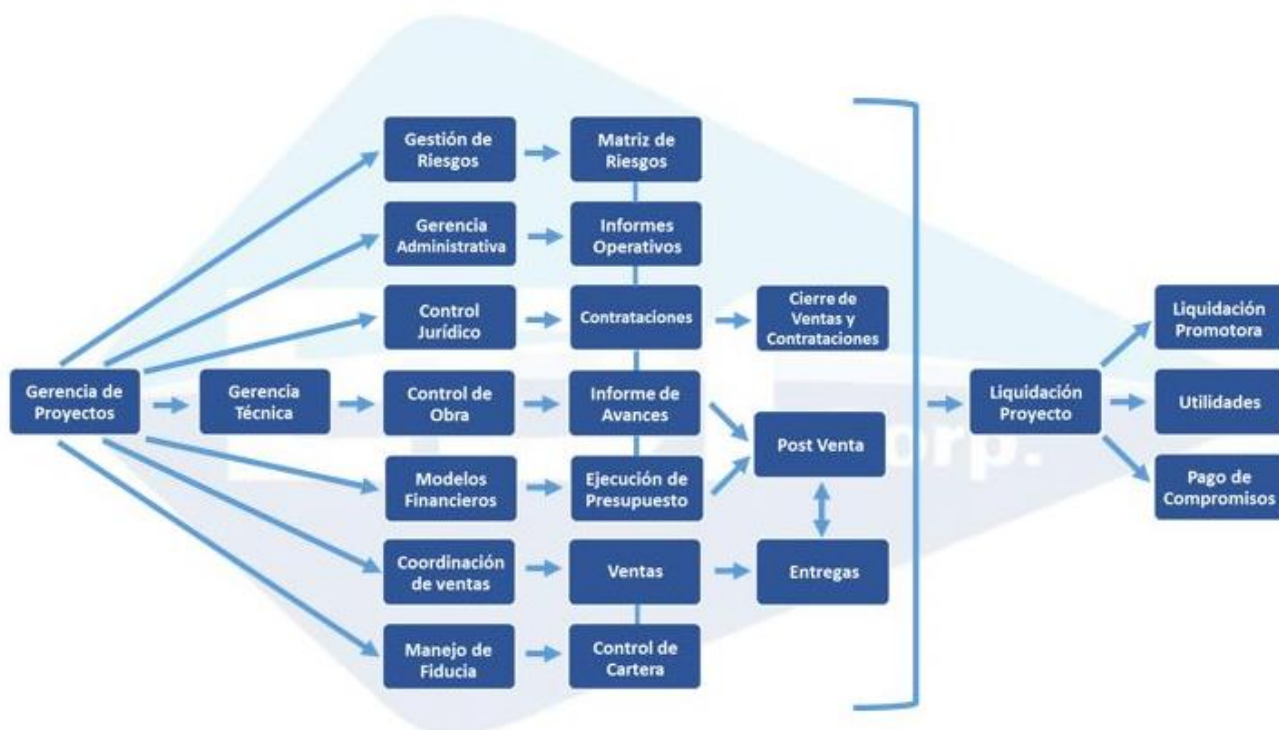 Gestión de
Riesgos
Matriz de
Riesgos
Gerencia
Administrativa
Informes
Operativos
Control
Jurídico
Contrataciones
Cierre de
Ventas y
Contrataciones
Gerencia de
Proyectos
Gerencia
Técnica
Control de
Obra
Informe de
Avances
Post Venta
Modelos
Financieros
Ejecución de
Presupuesto
Coordinación
de ventas
Ventas
Entregas
Manejo de
Fiducia
Control de
Cartera
Liquidación
Proyecto
Liquidación
Promotora
Utilidades
Pago de
Compromisos
orp.